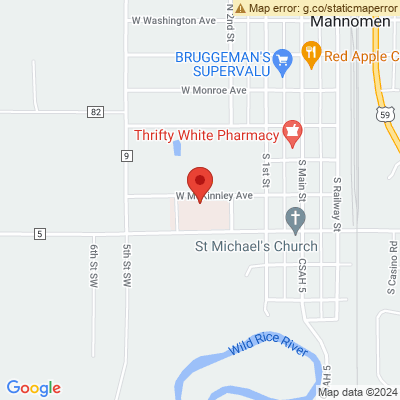 Map error: g.co/staticmaperror
W Washington Ave
N 2nd St
Mahnomen
BRUGGEMAN'S
SUPERVALU
Red Apple C
W Monroe Ave
82
59
Thrifty White Pharmacy
9
S 1st St
S Main St
S Railway St
W McKinnley Ave
5
6th St SW
5th St SW
St Michael's Church
CSAH 5
S Casino Rd
Wild Rice River
AH 5
Google
Map data ©2024